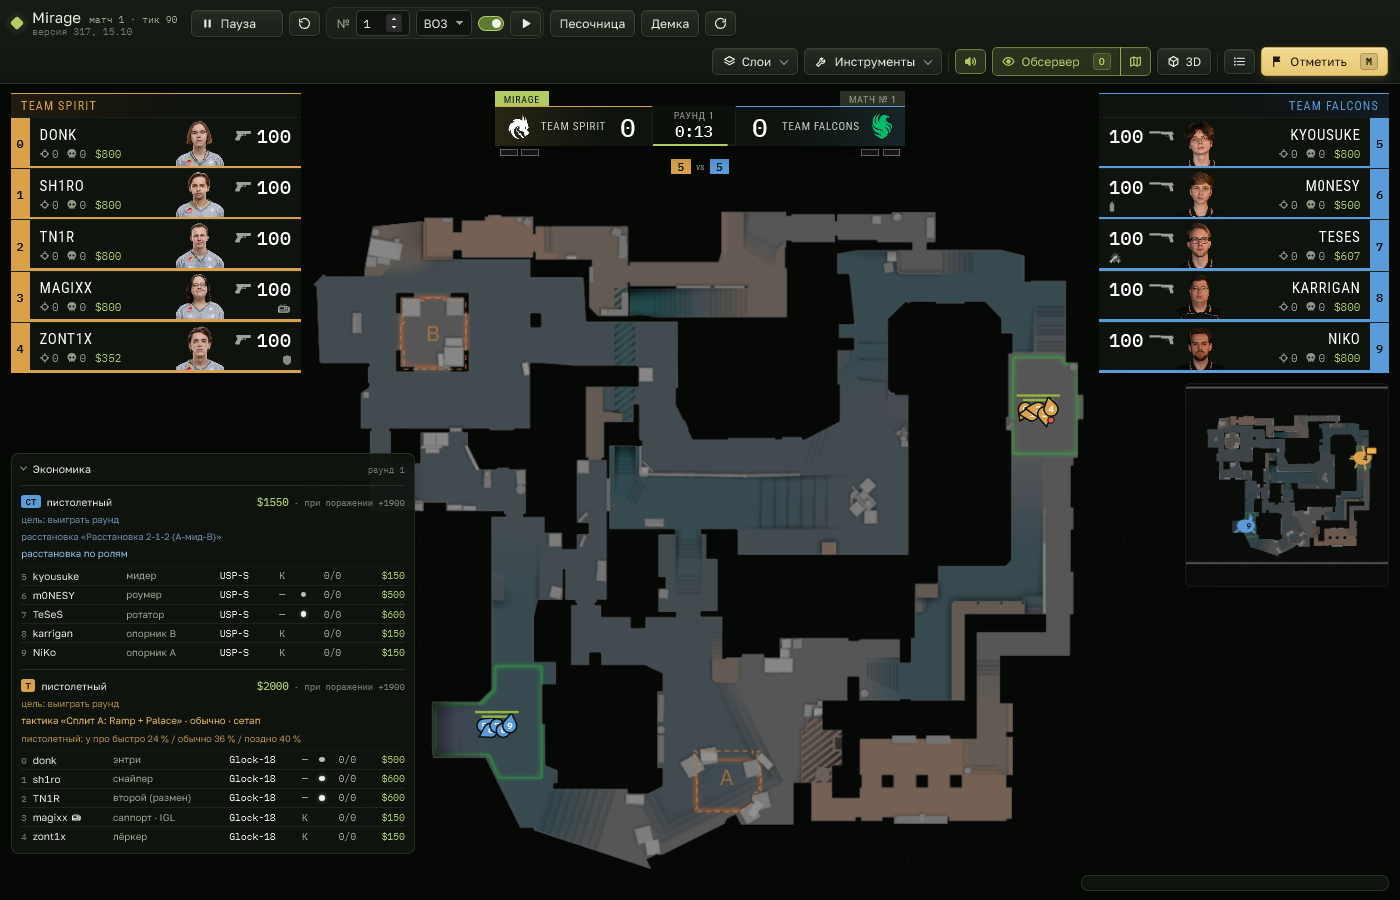 Mirage матч 1 · тик 90
версия 317, 15.10
Пауза
№ 1
BO3
Песочница
Демка
Слои
Инструменты
Обсервер 0
3D
Отметить M
TEAM SPIRIT
0 DONK 100
0 0 $800
1 SH1RO 100
0 0 $800
2 TN1R 100
0 0 $800
3 MAGIXX 100
0 0 $800
4 ZONT1X 100
0 0 $352
MIRAGE
МАТЧ № 1
TEAM SPIRIT 0
РАУНД 1
0:13
0 TEAM FALCONS
5 vs 5
TEAM FALCONS
100 KYOUSUKE 5
0 0 $800
100 M0NESY 6
0 0 $500
100 TESES 7
0 0 $607
100 KARRIGAN 8
0 0 $800
100 NIKO 9
0 0 $800
B
4
9
A
9
Экономика раунд 1
CT пистолетный $1550 · при поражении +1900
цель: выиграть раунд
расстановка «Расстановка 2-1-2 (A-мид-B)»
расстановка по ролям
5 kyousuke мидер USP-S K 0/0 $150
6 m0NESY роумер USP-S — 0/0 $500
7 TeSeS ротатор USP-S — 0/0 $600
8 karrigan опорник B USP-S K 0/0 $150
9 NiKo опорник A USP-S K 0/0 $150
T пистолетный $2000 · при поражении +1900
цель: выиграть раунд
тактика «Сплит A: Ramp + Palace» · обычно · сетап
пистолетный: у про быстро 24 % / обычно 36 % / поздно 40 %
0 donk энтри Glock-18 — 0/0 $500
1 sh1ro снайпер Glock-18 — 0/0 $600
2 TN1R второй (размен) Glock-18 — 0/0 $600
3 magixx саппорт · IGL Glock-18 K 0/0 $150
4 zont1x лёркер Glock-18 K 0/0 $150